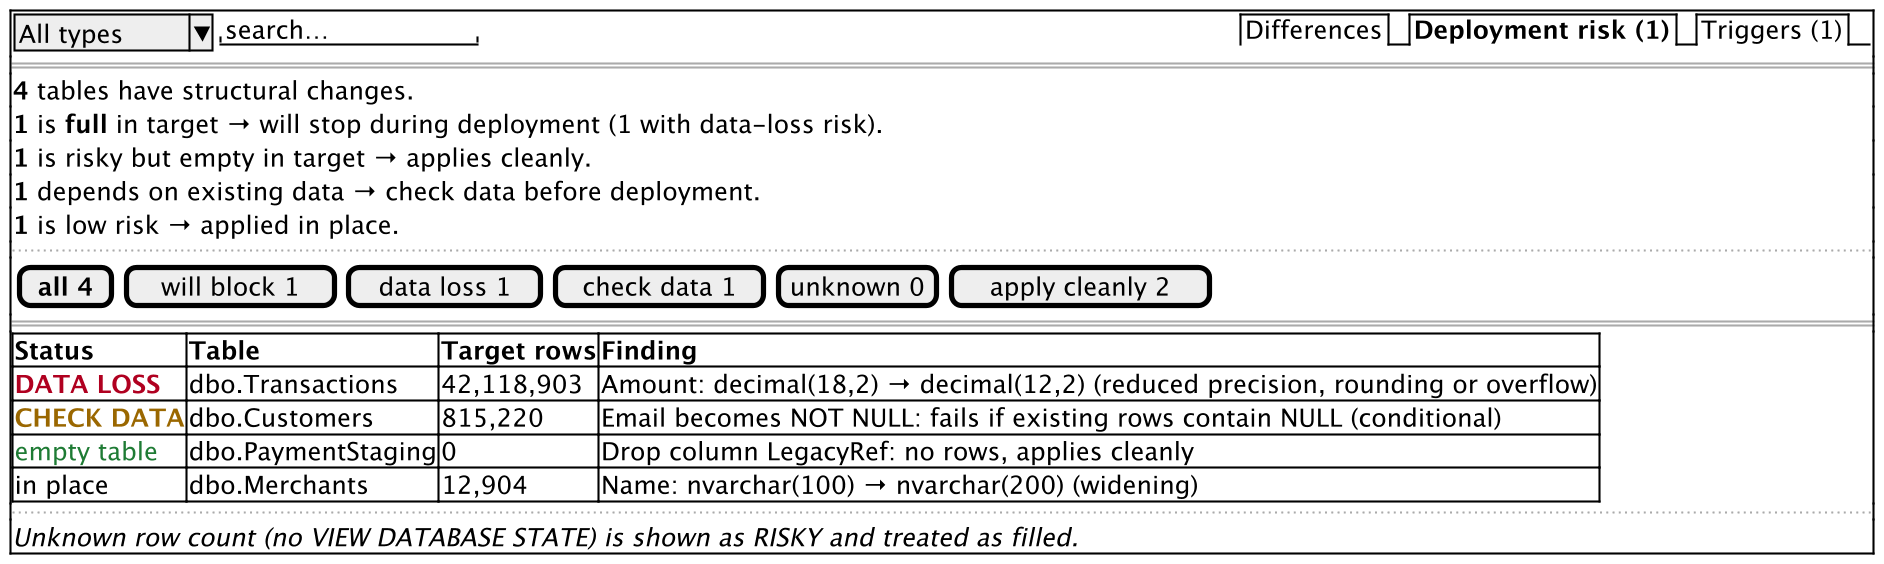 All types ▼ search... Differences Deployment risk (1) Triggers (1)
4 tables have structural changes.
1 is full in target → will stop during deployment (1 with data-loss risk).
1 is risky but empty in target → applies cleanly.
1 depends on existing data → check data before deployment.
1 is low risk → applied in place.
all 4 will block 1 data loss 1 check data 1 unknown 0 apply cleanly 2
Status Table Target rows Finding
DATA LOSS dbo.Transactions 42,118,903 Amount: decimal(18,2) → decimal(12,2) (reduced precision, rounding or overflow)
CHECK DATA dbo.Customers 815,220 Email becomes NOT NULL: fails if existing rows contain NULL (conditional)
empty table dbo.PaymentStaging 0 Drop column LegacyRef: no rows, applies cleanly
in place dbo.Merchants 12,904 Name: nvarchar(100) → nvarchar(200) (widening)
Unknown row count (no VIEW DATABASE STATE) is shown as RISKY and treated as filled.